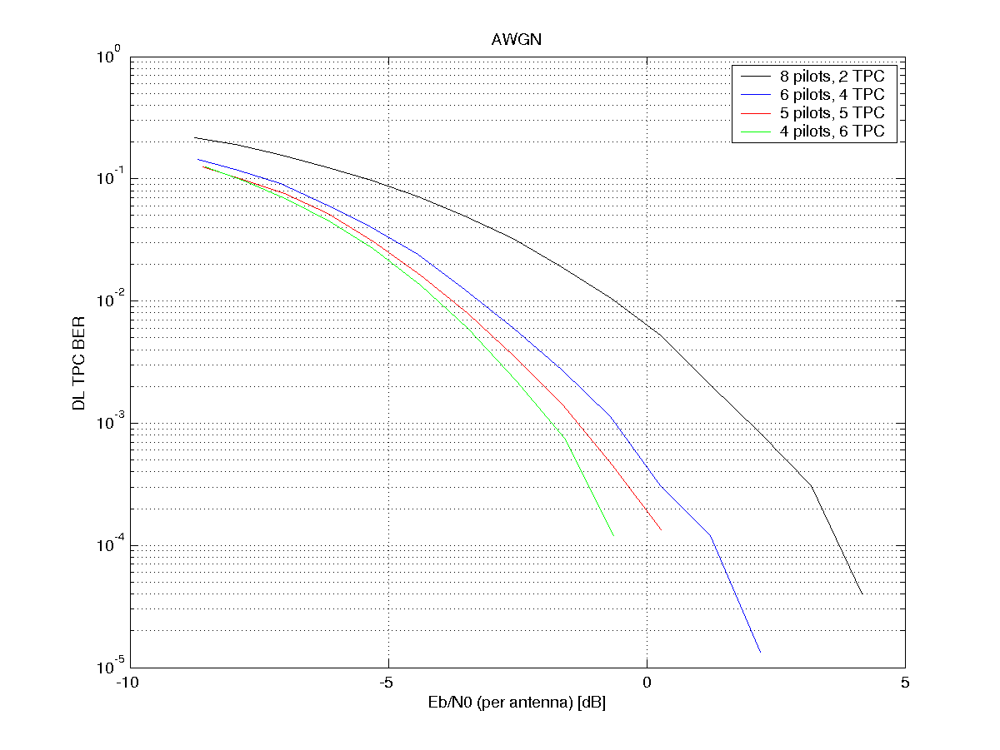 AWGN
10^0
10^-1
10^-2
10^-3
10^-4
10^-5
DL TPC BER
8 pilots, 2 TPC
6 pilots, 4 TPC
5 pilots, 5 TPC
4 pilots, 6 TPC
-10 -5 0 5
Eb/N0 (per antenna) [dB]